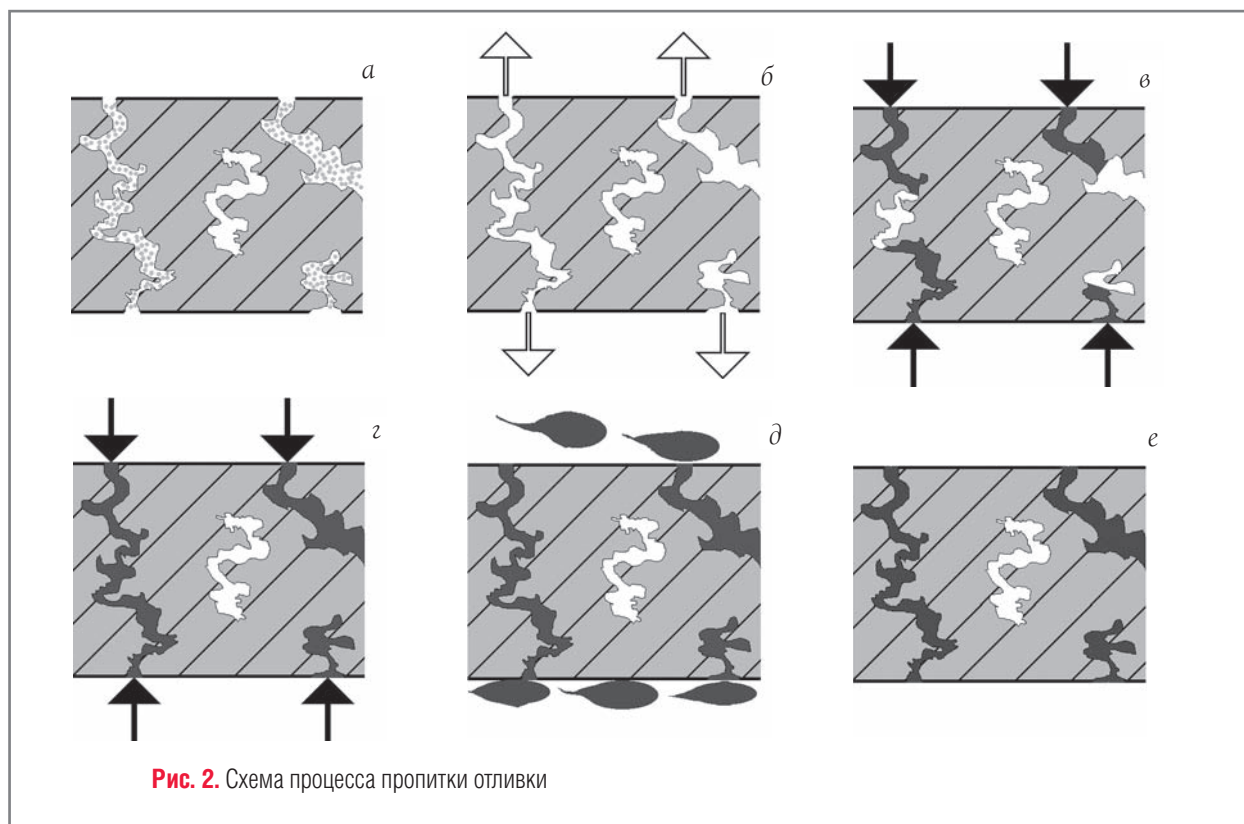 а
б
в
г
д
е
Рис. 2. Схема процесса пропитки отливки